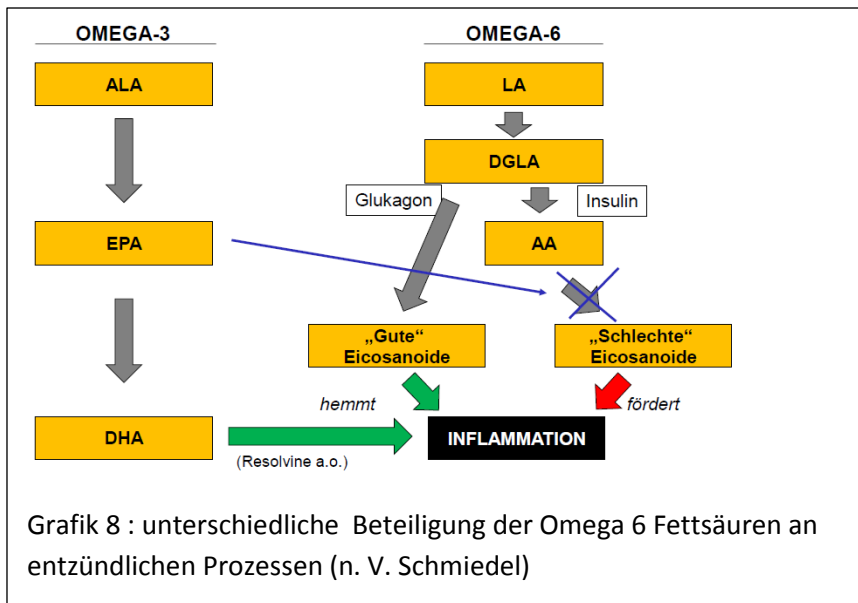 OMEGA-3
OMEGA-6
ALA
LA
DGLA
Glukagon
Insulin
EPA
AA
„Gute“
Eicosanoide
„Schlechte“
Eicosanoide
hemmt
fördert
DHA
INFLAMMATION
(Resolvine a.o.)
Grafik 8 : unterschiedliche Beteiligung der Omega 6 Fettsäuren an
entzündlichen Prozessen (n. V. Schmiedel)